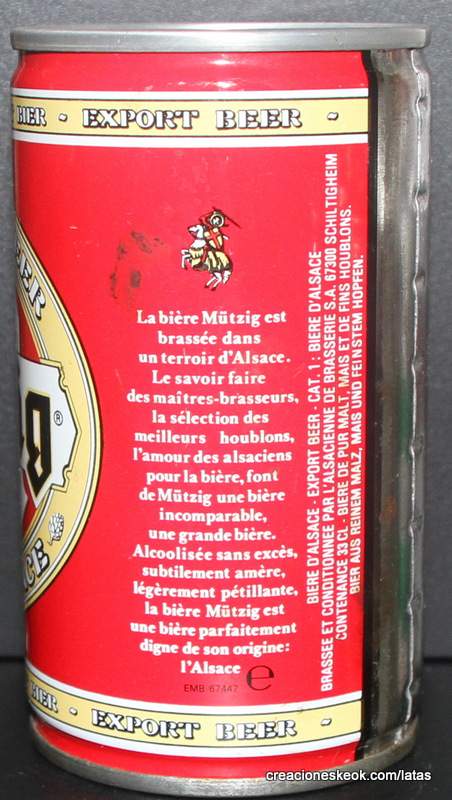 BIER - EXPORT BEER -
La bière Mützig est
brassée dans
un terroir d'Alsace.
Le savoir faire
des maîtres-brasseurs,
la sélection des
meilleurs houblons,
l'amour des alsaciens
pour la bière, font
de Mützig une bière
incomparable,
une grande bière.
Alcoolisée sans excès,
subtilement amère,
légèrement pétillante,
la bière Mützig est
une bière parfaitement
digne de son origine:
l'Alsace
EMB 67447 e
BIERE D'ALSACE - EXPORT BEER - CAT. 1 : BIERE D'ALSACE
BRASSEE ET CONDITIONNEE PAR L'ALSACIENNE DE BRASSERIE S.A. 67300 SCHILTIGHEIM
CONTENANCE 33 CL - BIERE DE PUR MALT, MAIS ET DE FINS HOUBLONS.
BIER AUS REINEM MALZ, MAIS UND FEINSTEM HOPFEN.
®
BIER - EXPORT BEER -
creacioneskeok.com/latas